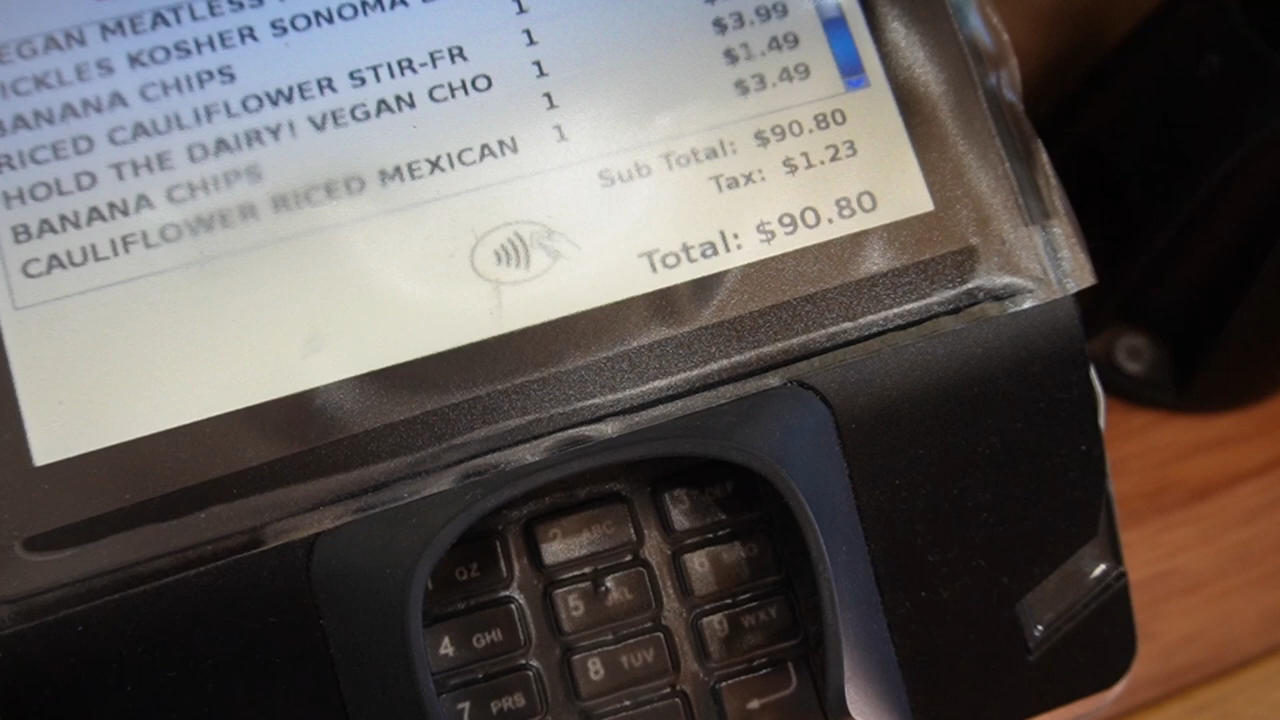 EGAN MEATLESS
ICKLES KOSHER SONOMA 1
BANANA CHIPS 1 $3.99
RICED CAULIFLOWER STIR-FR 1 $1.49
HOLD THE DAIRY! VEGAN CHO 1 $3.49
BANANA CHIPS
CAULIFLOWER RICED MEXICAN 1
Sub Total: $90.80
Tax: $1.23
Total: $90.80
QZ
2 ABC
4 GHI
5 JKL
7 PRS
8 TUV
9 WXY